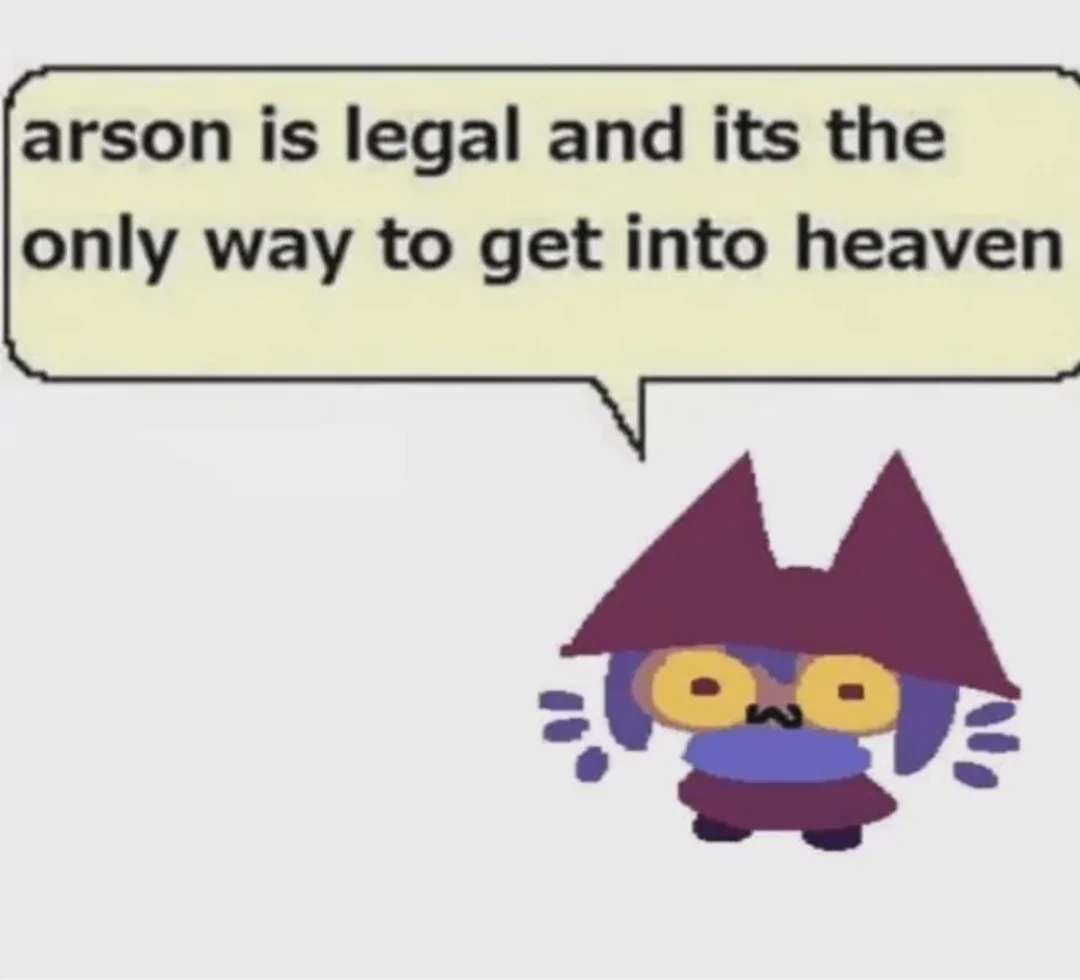 arson is legal and its the
only way to get into heaven